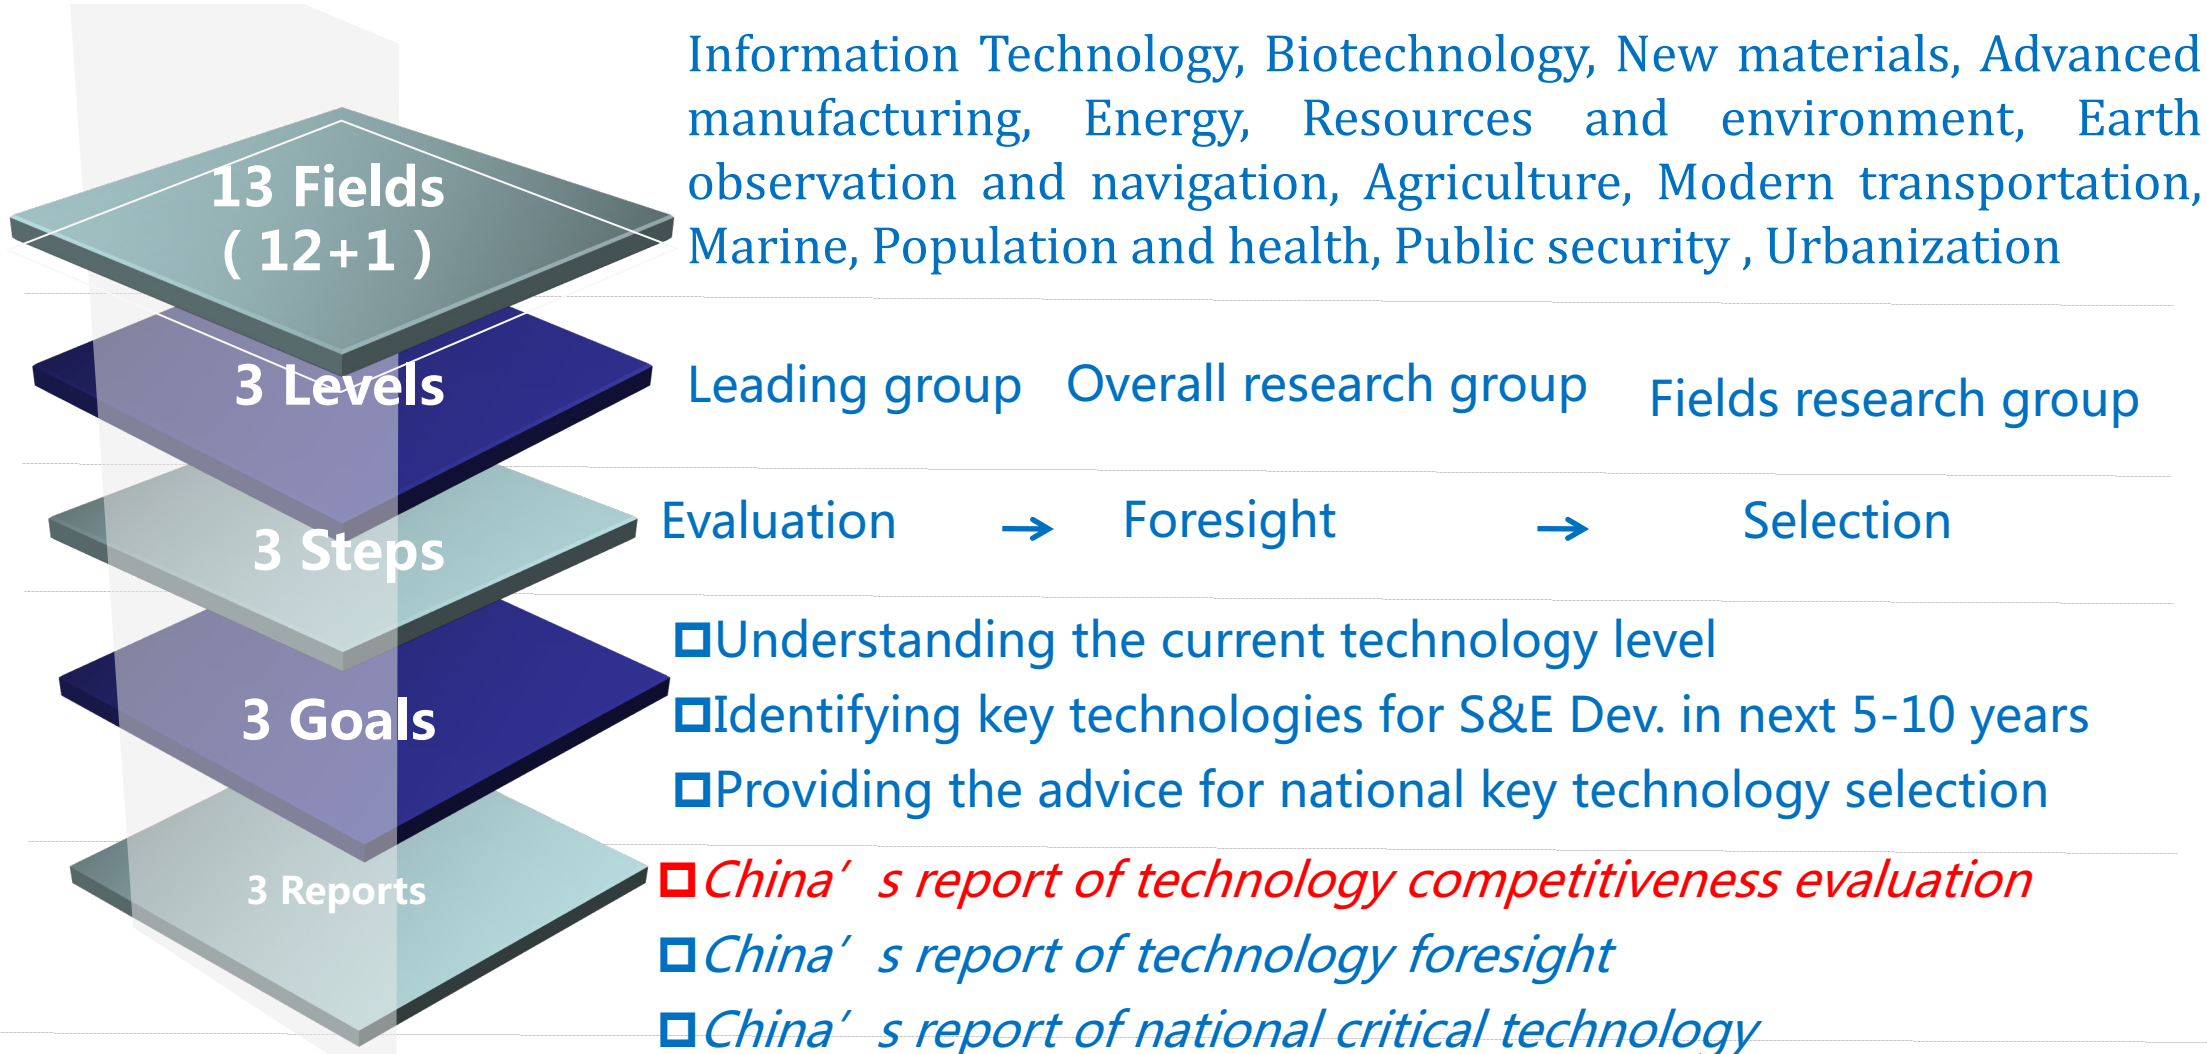 Information Technology, Biotechnology, New materials, Advanced
manufacturing, Energy, Resources and environment, Earth
observation and navigation, Agriculture, Modern transportation,
Marine, Population and health, Public security , Urbanization
13 Fields
( 12+1 )
3 Levels
Leading group Overall research group Fields research group
3 Steps
Evaluation → Foresight → Selection
3 Goals
Understanding the current technology level
Identifying key technologies for S&E Dev. in next 5-10 years
Providing the advice for national key technology selection
3 Reports
China′ s report of technology competitiveness evaluation
China′ s report of technology foresight
China′ s report of national critical technology